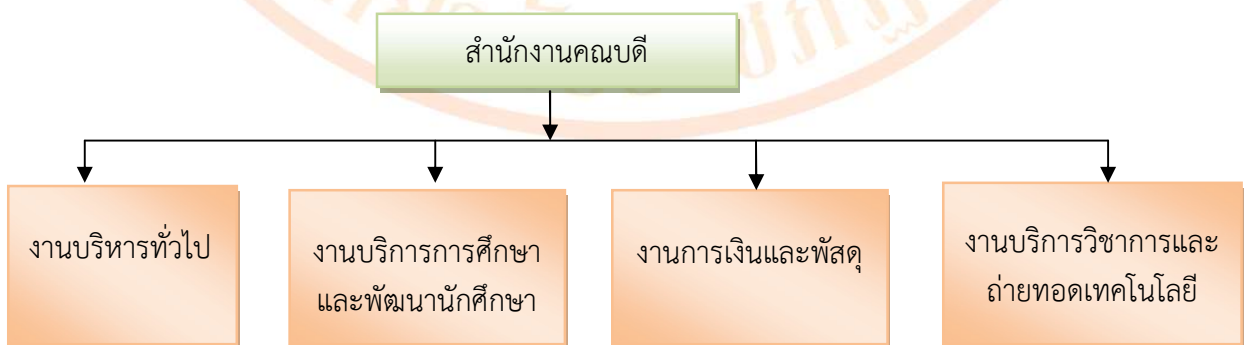 สำนักงานคณบดี
งานบริหารทั่วไป
งานบริการการศึกษา
และพัฒนานักศึกษา
งานการเงินและพัสดุ
งานบริการวิชาการและ
ถ่ายทอดเทคโนโลยี